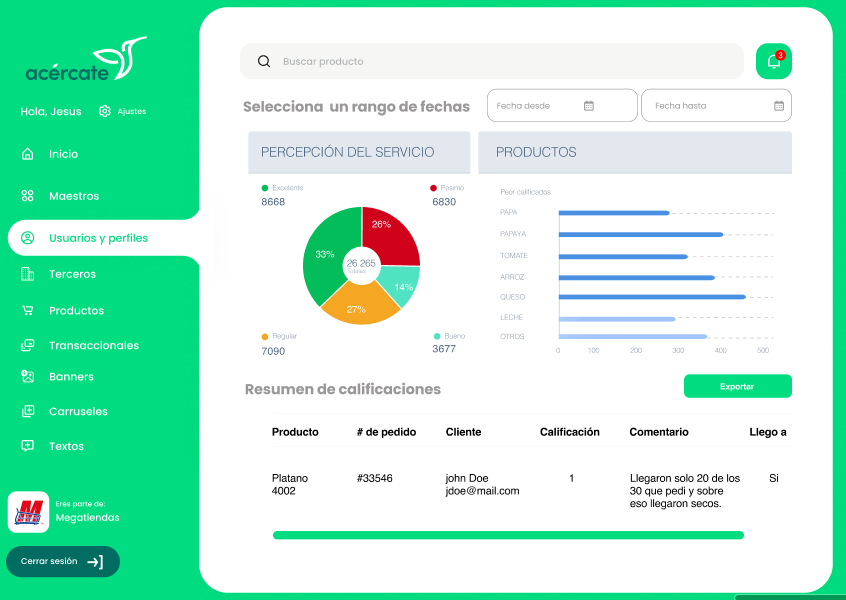 acércate
Hola, Jesus
Ajustes
Inicio
Maestros
Usuarios y perfiles
Terceros
Productos
Transaccionales
Banners
Carruseles
Textos
Eres parte de:
Megatiendas
Cerrar sesión
Buscar producto
3
Selecciona un rango de fechas
Fecha desde
Fecha hasta
PERCEPCIÓN DEL SERVICIO
Excelente
8668
Pesimo
6830
33%
26%
26 265
Totales
14%
27%
Regular
7090
Bueno
3677
PRODUCTOS
Peor calificados
PAPA
PAPAYA
TOMATE
ARROZ
QUESO
LECHE
OTROS
0 100 200 300 400 500
Resumen de calificaciones
Exportar
Producto # de pedido Cliente Calificación Comentario Llego a
Platano #33546 john Doe 1 Llegaron solo 20 de los Si
4002 jdoe@mail.com 30 que pedi y sobre
eso llegaron secos.